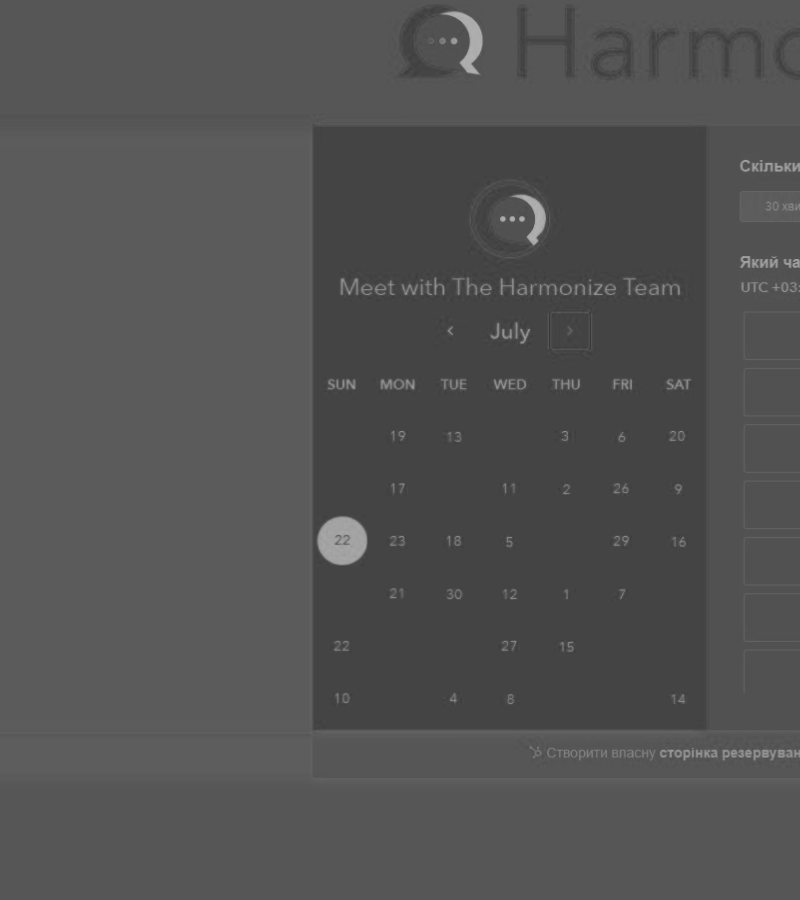 Harmo
Meet with The Harmonize Team
‹ July ›
SUN MON TUE WED THU FRI SAT
19 13 3 6 20
17 11 2 26 9
22 23 18 5 29 16
21 30 12 1 7
22 27 15
10 4 8 14
Скільки
30 хви
Який ча
UTC +03:
Створити власну сторінка резервуван